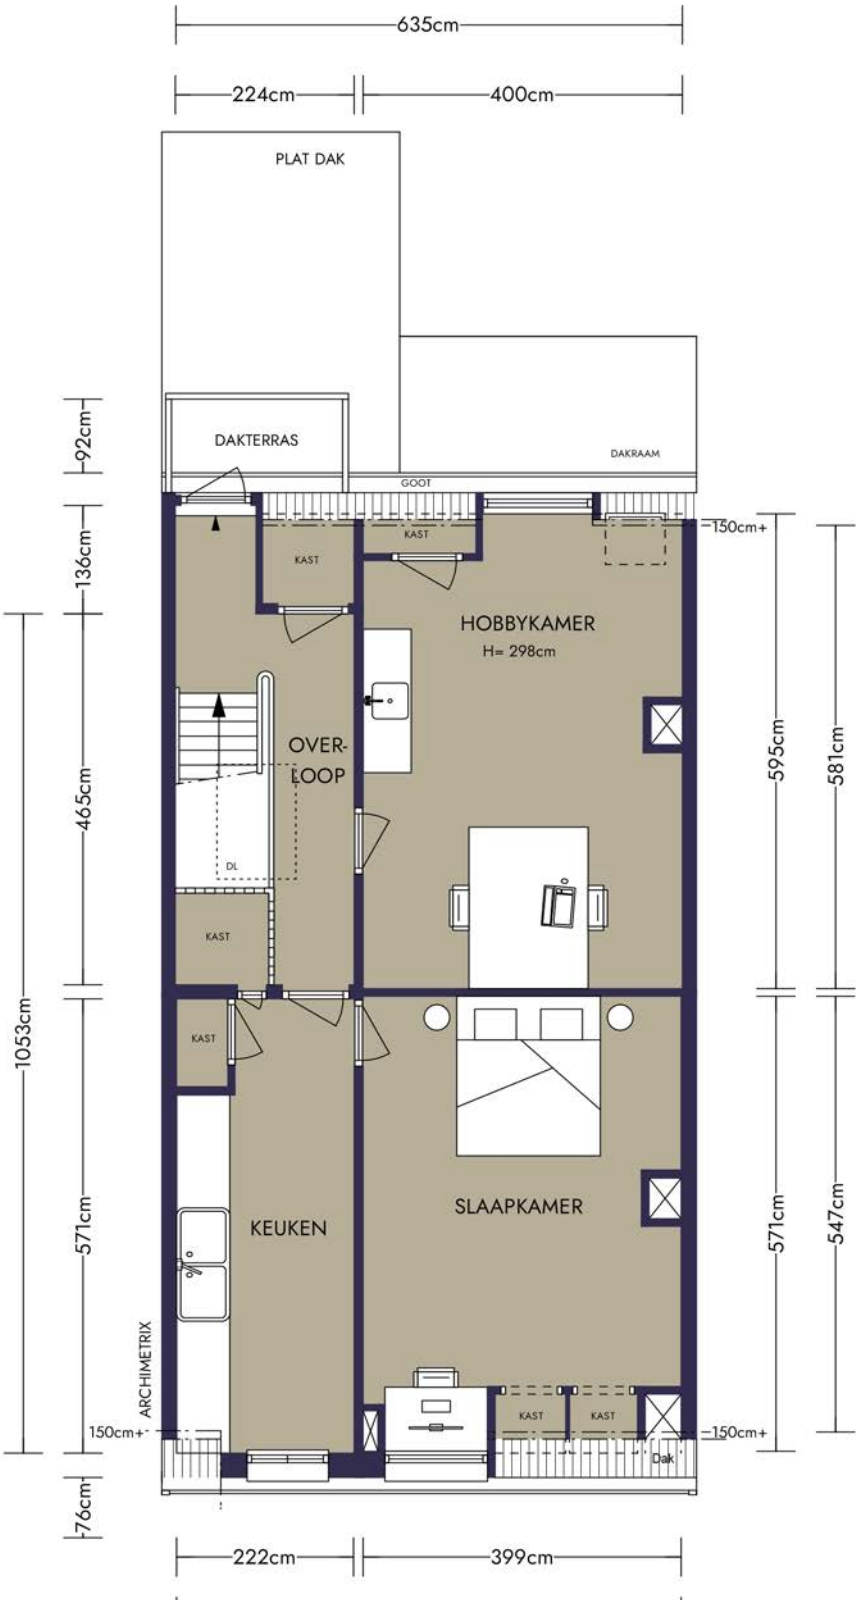 635cm
224cm
400cm
PLAT DAK
92cm
DAKTERRAS
DAKRAAM
GOOT
150cm+
136cm
KAST
KAST
HOBBYKAMER
H= 298cm
OVER-
LOOP
465cm
595cm
581cm
DL
KAST
1053cm
KAST
571cm
KEUKEN
SLAAPKAMER
571cm
547cm
ARCHIMETRIX
KAST
KAST
150cm+
150cm+
Dak
76cm
222cm
399cm